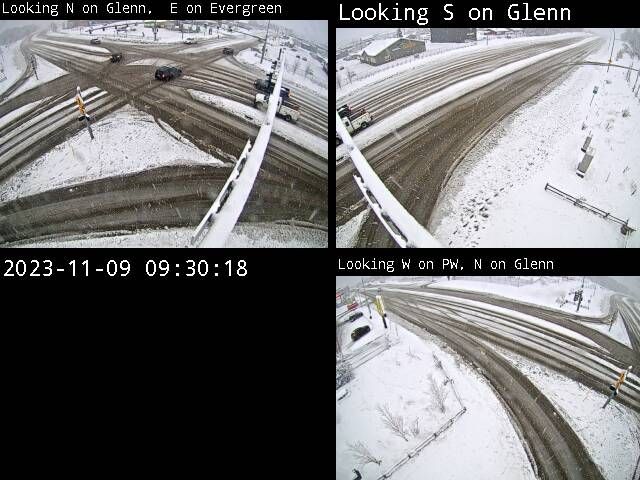 Looking N on Glenn,  E on Evergreen
Looking S on Glenn
2023-11-09 09:30:18
Looking W on PW, N on Glenn